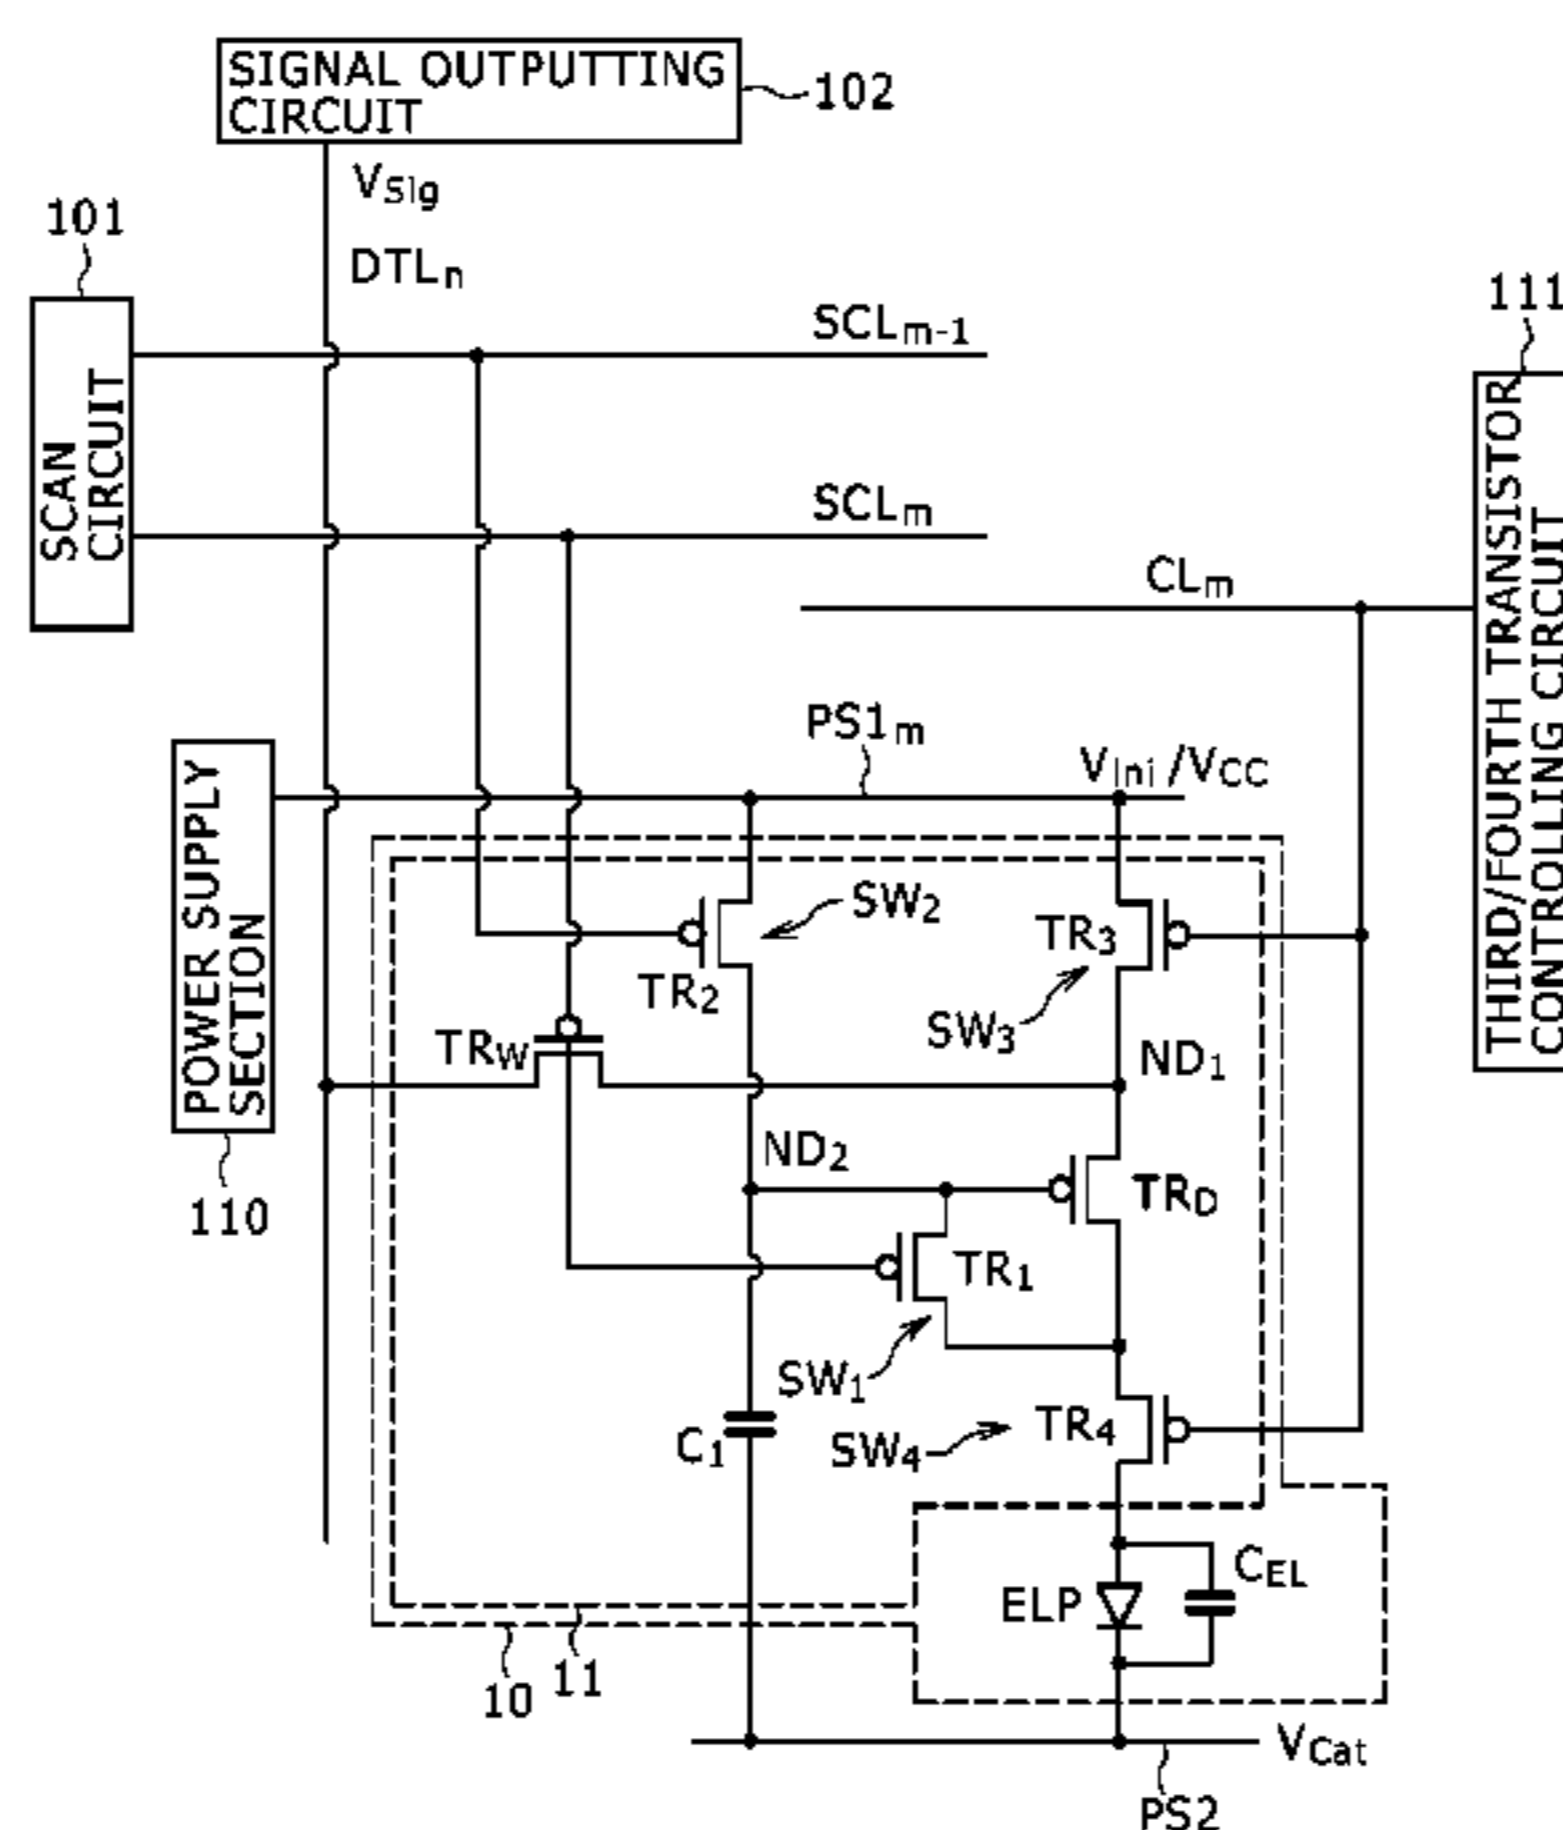 SIGNAL OUTPUTTING
CIRCUIT
102
VSig
101
DTLn
111
SCLm-1
SCAN
CIRCUIT
SCLm
CLm
THIRD/FOURTH TRANSISTOR
CONTROLLING CIRCUIT
PS1m
VIni/VCC
POWER SUPPLY
SECTION
SW2
TR3
TR2
SW3
TRW
ND1
ND2
TRD
110
TR1
SW1
TR4
C1
SW4
CEL
ELP
11
10
VCat
PS2